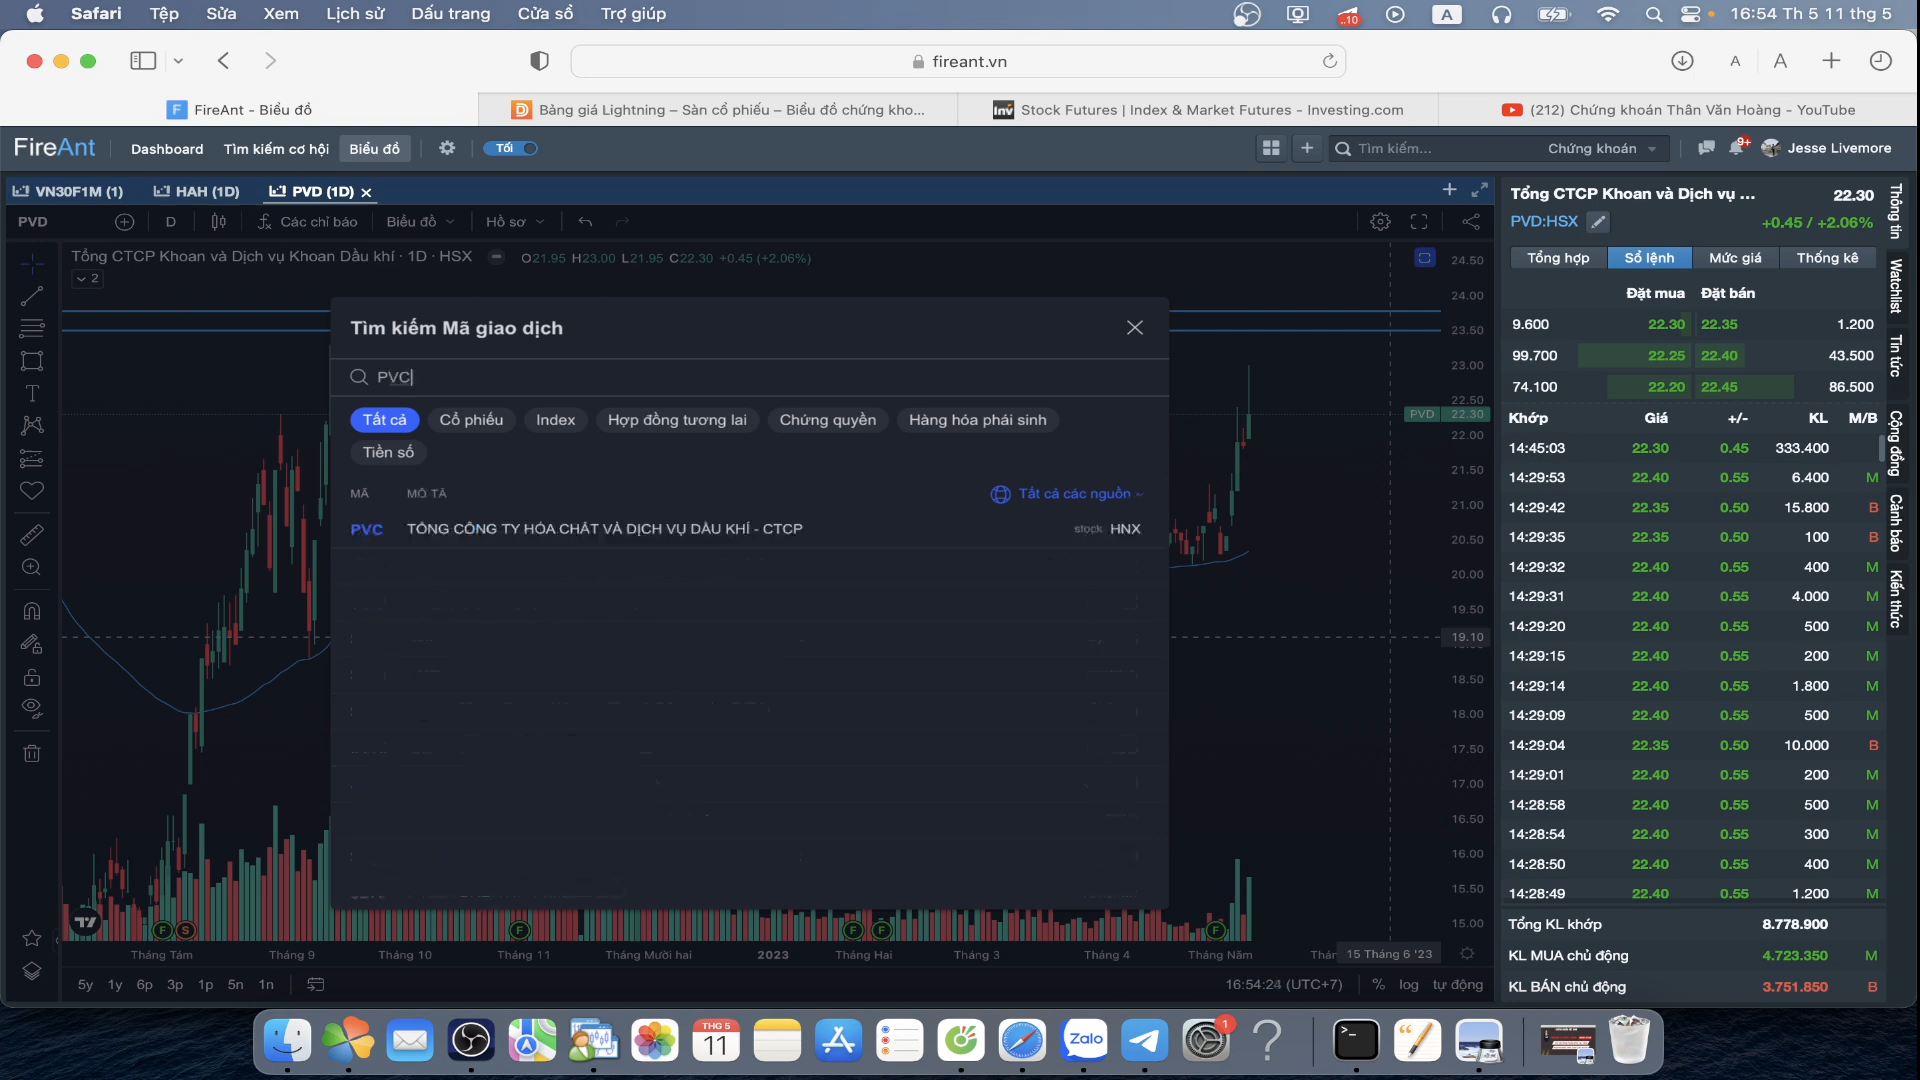 Safari Tệp Sửa Xem Lịch sử Dấu trang Cửa sổ Trợ giúp ..10 A 16:54 Th 5 11 thg 5
fireant.vn A A
F FireAnt - Biểu đồ
Bảng giá Lightning – Sàn cổ phiếu – Biểu đồ chứng kho...
Inv Stock Futures | Index & Market Futures - Investing.com
(212) Chứng khoán Thân Văn Hoàng - YouTube
FireAnt Dashboard Tìm kiếm cơ hội Biểu đồ Tối Tìm kiếm... Chứng khoán 9+ Jesse Livemore
VN30F1M (1) HAH (1D) PVD (1D)
PVD D Các chỉ báo Biểu đồ Hồ sơ
Tổng CTCP Khoan và Dịch vụ Khoan Dầu khí · 1D · HSX O21.95 H23.00 L21.95 C22.30 +0.45 (+2.06%)
2
Tìm kiếm Mã giao dịch
PVC
Tất cả Cổ phiếu Index Hợp đồng tương lai Chứng quyền Hàng hóa phái sinh
Tiền số
MÃ MÔ TẢ Tất cả các nguồn
PVC TỔNG CÔNG TY HÓA CHẤT VÀ DỊCH VỤ DẦU KHÍ - CTCP stock HNX
24.50
24.00
23.50
23.00
22.50
PVD 22.30
22.00
21.50
21.00
20.50
20.00
19.50
19.10
18.50
18.00
17.50
17.00
16.50
16.00
15.50
15.00
F S F F F F
Tháng Tám Tháng 9 Tháng 10 Tháng 11 Tháng Mười hai 2023 Tháng Hai Tháng 3 Tháng 4 Tháng Năm Thár 15 Tháng 6 '23
5y 1y 6p 3p 1p 5n 1n 16:54:24 (UTC+7) % log tự động
Tổng CTCP Khoan và Dịch vụ ... 22.30
PVD:HSX +0.45 / +2.06%
Tổng hợp Sổ lệnh Mức giá Thống kê
Đặt mua Đặt bán
9.600 22.30 22.35 1.200
99.700 22.25 22.40 43.500
74.100 22.20 22.45 86.500
Khớp Giá +/- KL M/B
14:45:03 22.30 0.45 333.400
14:29:53 22.40 0.55 6.400 M
14:29:42 22.35 0.50 15.800 B
14:29:35 22.35 0.50 100 B
14:29:32 22.40 0.55 400 M
14:29:31 22.40 0.55 4.000 M
14:29:20 22.40 0.55 500 M
14:29:15 22.40 0.55 200 M
14:29:14 22.40 0.55 1.800 M
14:29:09 22.40 0.55 500 M
14:29:04 22.35 0.50 10.000 B
14:29:01 22.40 0.55 200 M
14:28:58 22.40 0.55 500 M
14:28:54 22.40 0.55 300 M
14:28:50 22.40 0.55 400 M
14:28:49 22.40 0.55 1.200 M
Tổng KL khớp 8.778.900
KL MUA chủ động 4.723.350 M
KL BÁN chủ động 3.751.850 B
Thông tin
Watchlist
Tin tức
Cộng đồng
Cảnh báo
Kiến thức
THG 5
11
Zalo
1